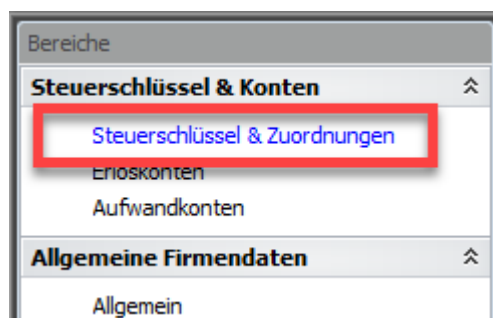 Bereiche
Steuerschlüssel & Konten
Steuerschlüssel & Zuordnungen
Erlöskonten
Aufwandkonten
Allgemeine Firmendaten
Allgemein